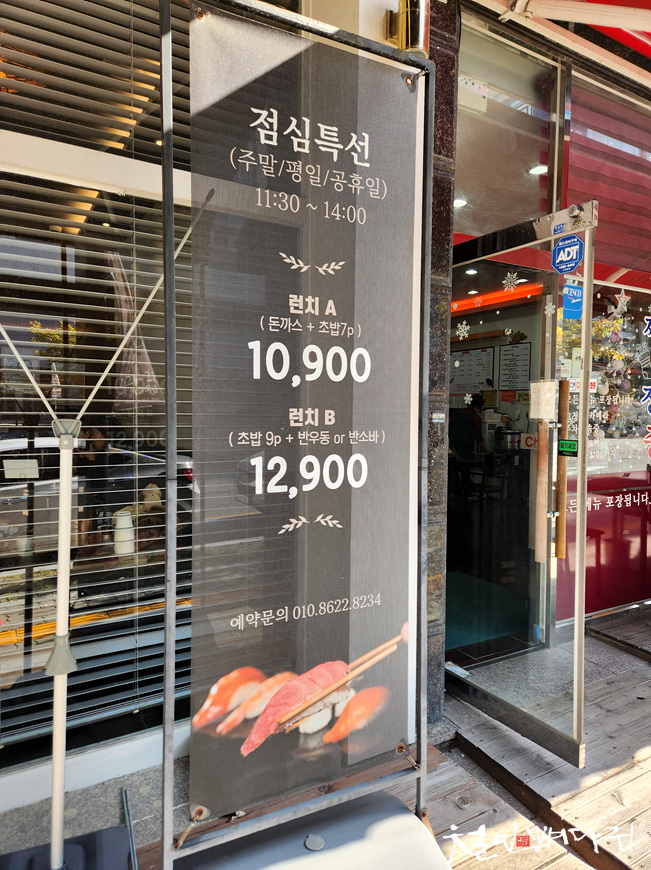 점심특선
(주말/평일/공휴일)
11:30 ~ 14:00
런치 A
( 돈까스 + 초밥7p )
10,900
런치 B
( 초밥 9p + 반우동 or 반소바 )
12,900
예약문의 010.8622.8234
ADT
메뉴 포장됩니다